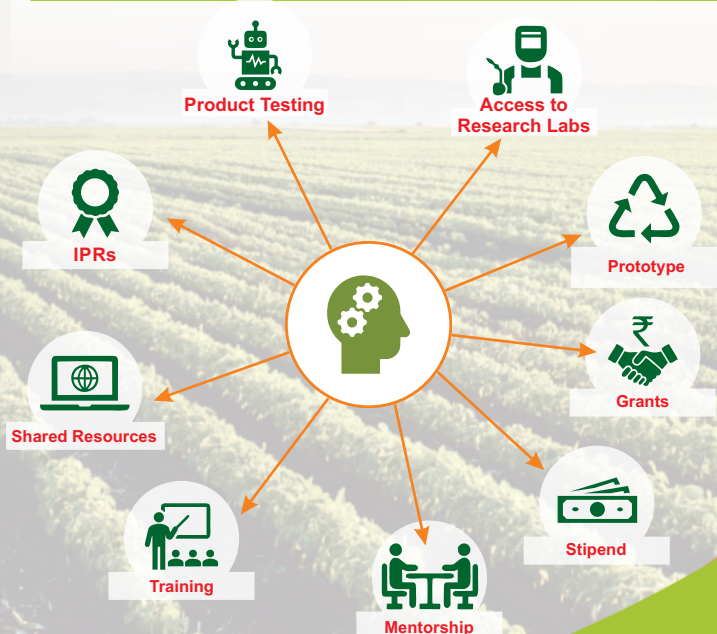 Product Testing
Access to
Research Labs
IPRs
Prototype
₹
Grants
Shared Resources
Stipend
Training
Mentorship